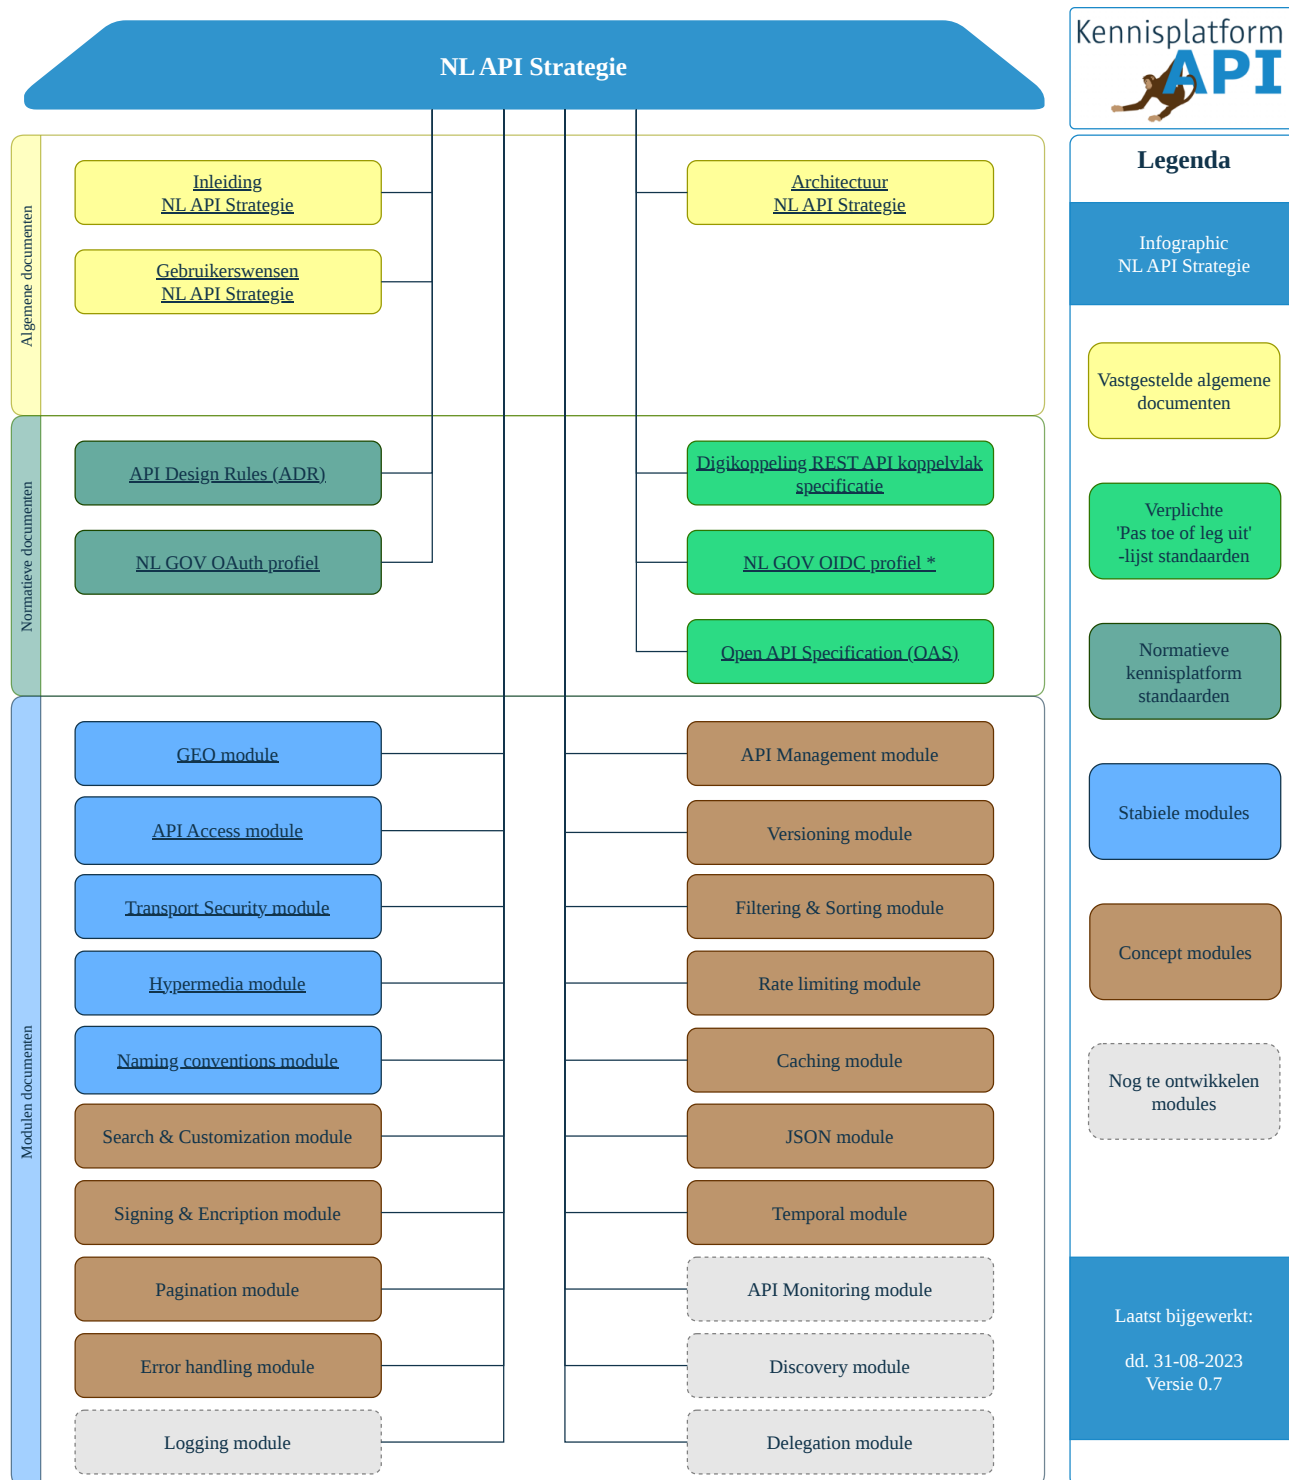 NL API Strategie
Kennisplatform
API
Legenda
Infographic
NL API Strategie
Vastgestelde algemene
documenten
Verplichte
'Pas toe of leg uit'
-lijst standaarden
Normatieve
kennisplatform
standaarden
Stabiele modules
Concept modules
Nog te ontwikkelen
modules
Laatst bijgewerkt:
dd. 31-08-2023
Versie 0.7
Algemene documenten
Inleiding
NL API Strategie
Gebruikerswensen
NL API Strategie
Architectuur
NL API Strategie
Normatieve documenten
API Design Rules (ADR)
NL GOV OAuth profiel
Digikoppeling REST API koppelvlak
specificatie
NL GOV OIDC profiel *
Open API Specification (OAS)
Modulen documenten
GEO module
API Access module
Transport Security module
Hypermedia module
Naming conventions module
Search & Customization module
Signing & Encription module
Pagination module
Error handling module
Logging module
API Management module
Versioning module
Filtering & Sorting module
Rate limiting module
Caching module
JSON module
Temporal module
API Monitoring module
Discovery module
Delegation module